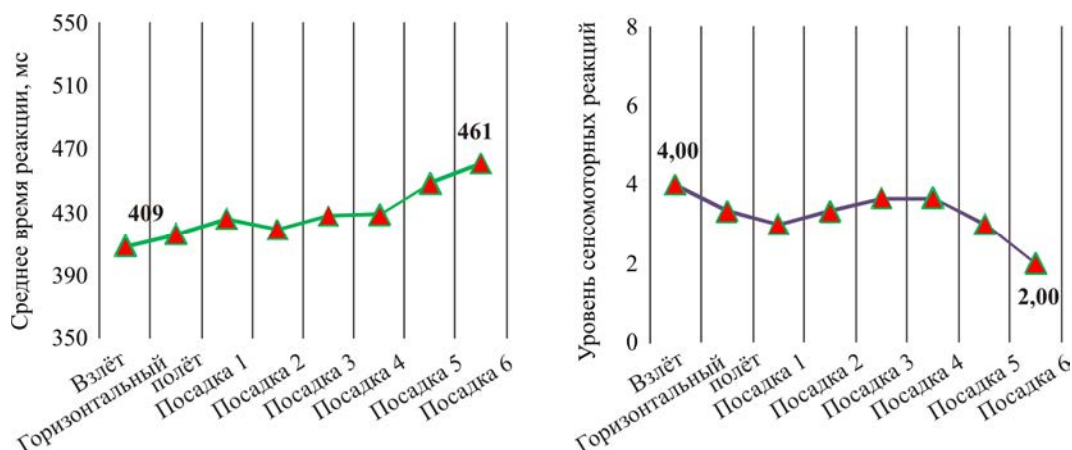 Среднее время реакции, мс
550
510
470
430
390
350
409
461
Взлёт
Горизонтальный
полёт
Посадка 1
Посадка 2
Посадка 3
Посадка 4
Посадка 5
Посадка 6
Уровень сенсомоторных реакций
8
6
4
2
0
4,00
2,00
Взлёт
Горизонтальный
полёт
Посадка 1
Посадка 2
Посадка 3
Посадка 4
Посадка 5
Посадка 6